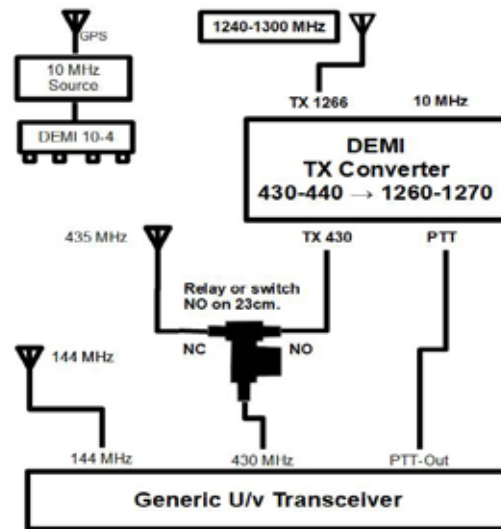 GPS
10 MHz
Source
DEMI 10-4
1240-1300 MHz
TX 1266
10 MHz
DEMI
TX Converter
430-440 → 1260-1270
TX 430
PTT
435 MHz
Relay or switch
NO on 23cm.
NC
NO
144 MHz
144 MHz
430 MHz
PTT-Out
Generic U/v Transceiver